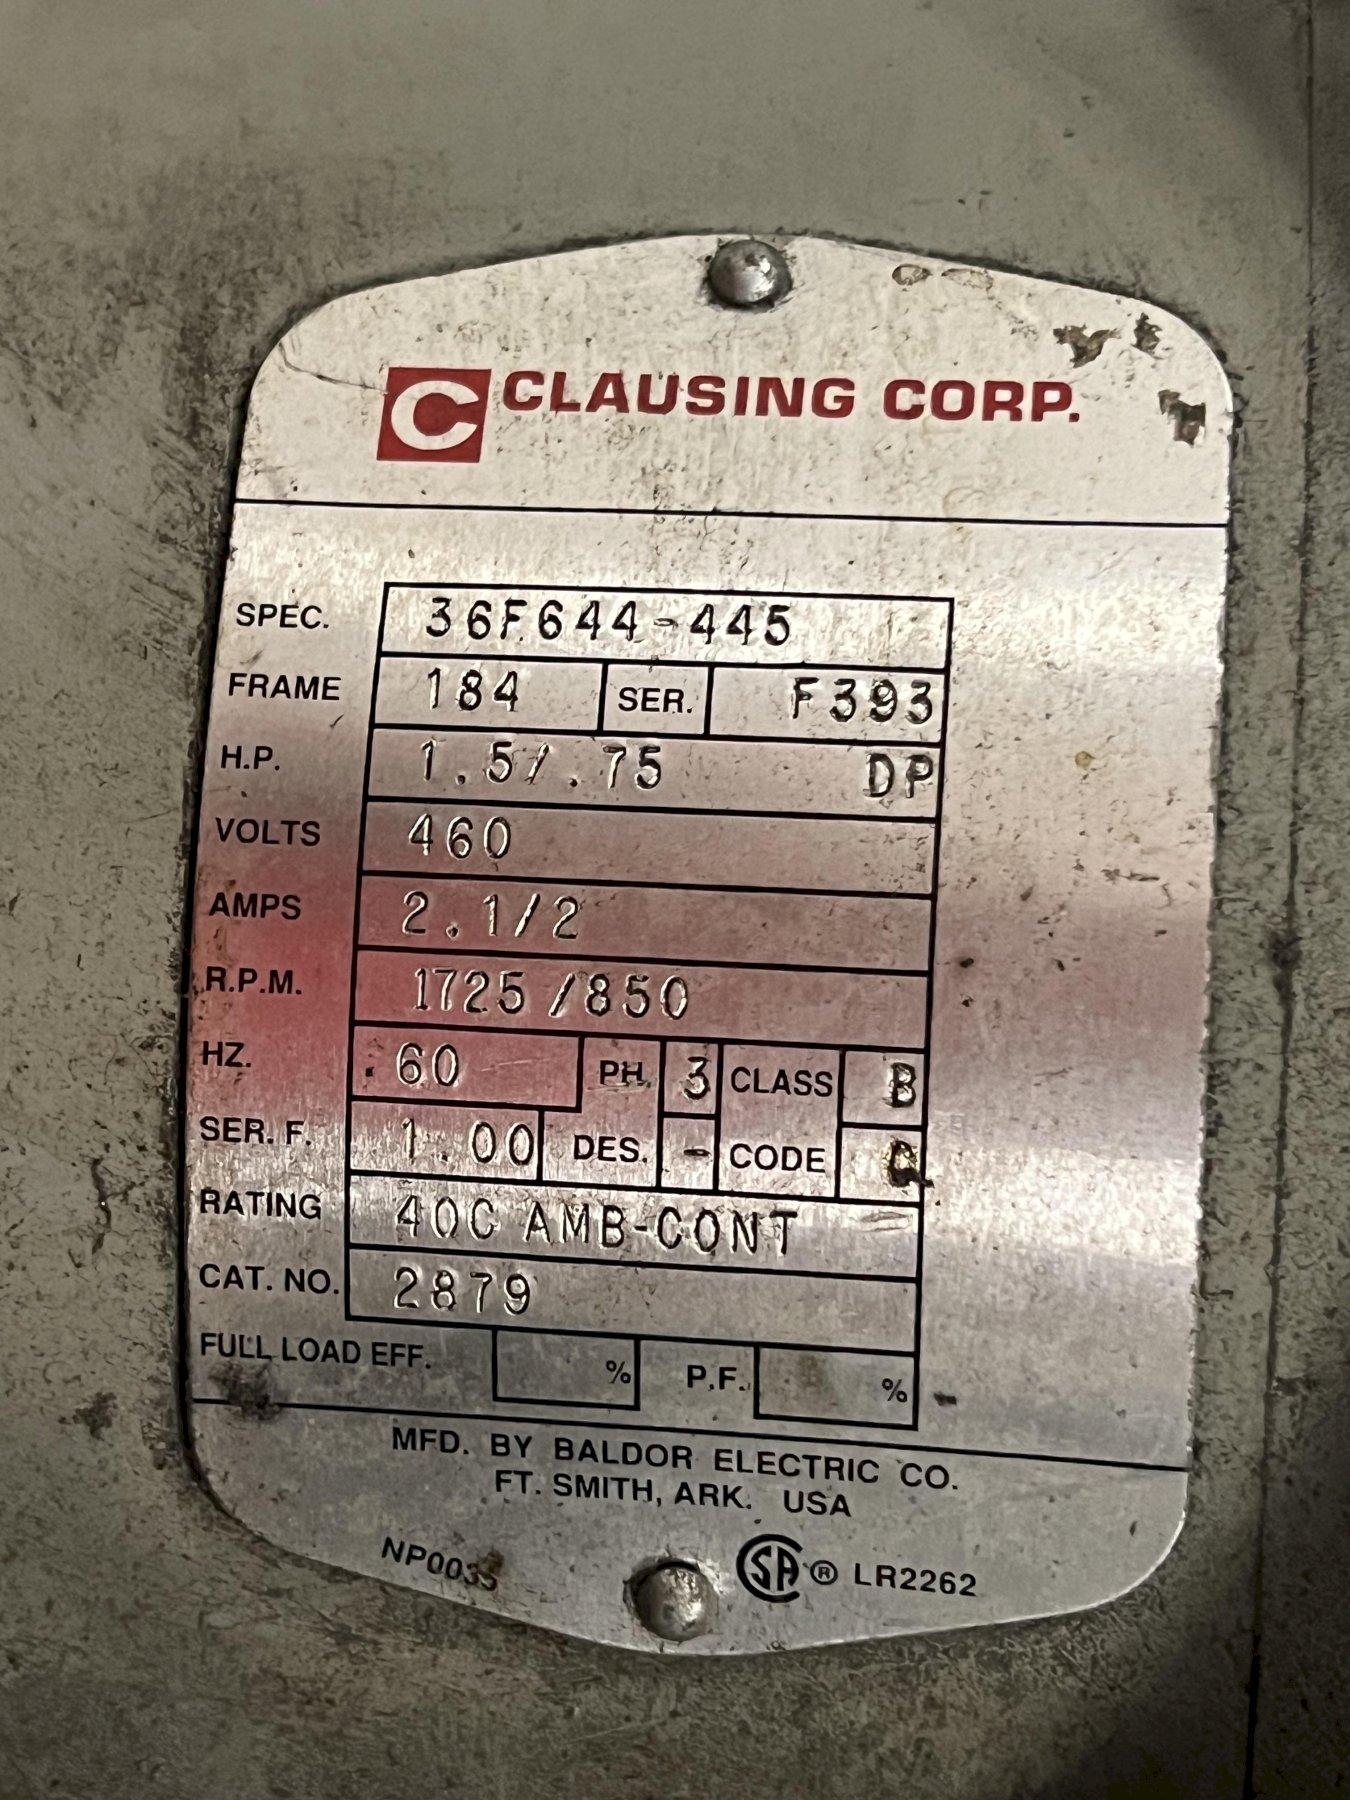 C CLAUSING CORP.
SPEC. 36F644-445
FRAME 184 SER. F393
H.P. 1.5/.75 DP
VOLTS 460
AMPS 2.1/2
R.P.M. 1725/850
HZ. 60 PH. 3 CLASS B
SER. F. 1.00 DES. - CODE
RATING 40C AMB-CONT
CAT. NO. 2879
FULL LOAD EFF. % P.F. %
MFD. BY BALDOR ELECTRIC CO.
FT. SMITH, ARK. USA
NP0035
SA ® LR2262